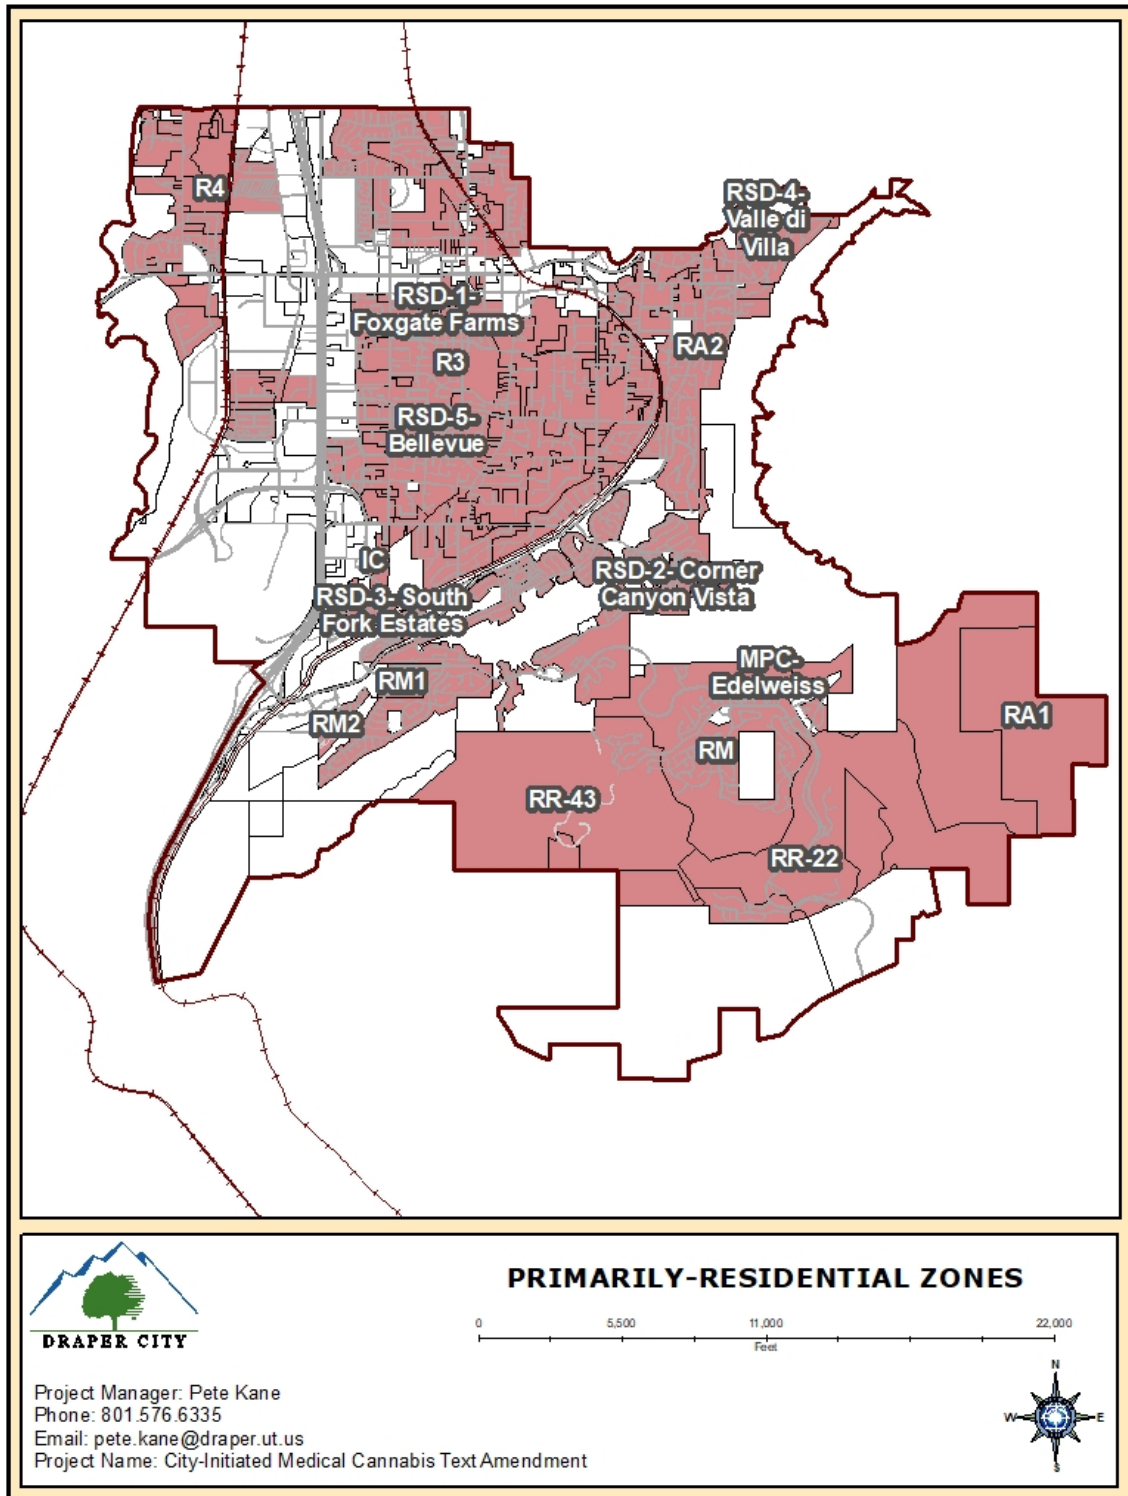 R4
RSD-4-
Valle di
Villa
RSD-1-
Foxgate Farms
R3
RA2
RSD-5-
Bellevue
IC
RSD-2- Corner
Canyon Vista
RSD-3- South
Fork Estates
RM1
MPC-
Edelweiss
RM2
RA1
RM
RR-43
RR-22
DRAPER CITY
PRIMARILY-RESIDENTIAL ZONES
0 5,500 11,000 22,000
Feet
Project Manager: Pete Kane
Phone: 801.576.6335
Email: pete.kane@draper.ut.us
Project Name: City-Initiated Medical Cannabis Text Amendment
N
W E
S